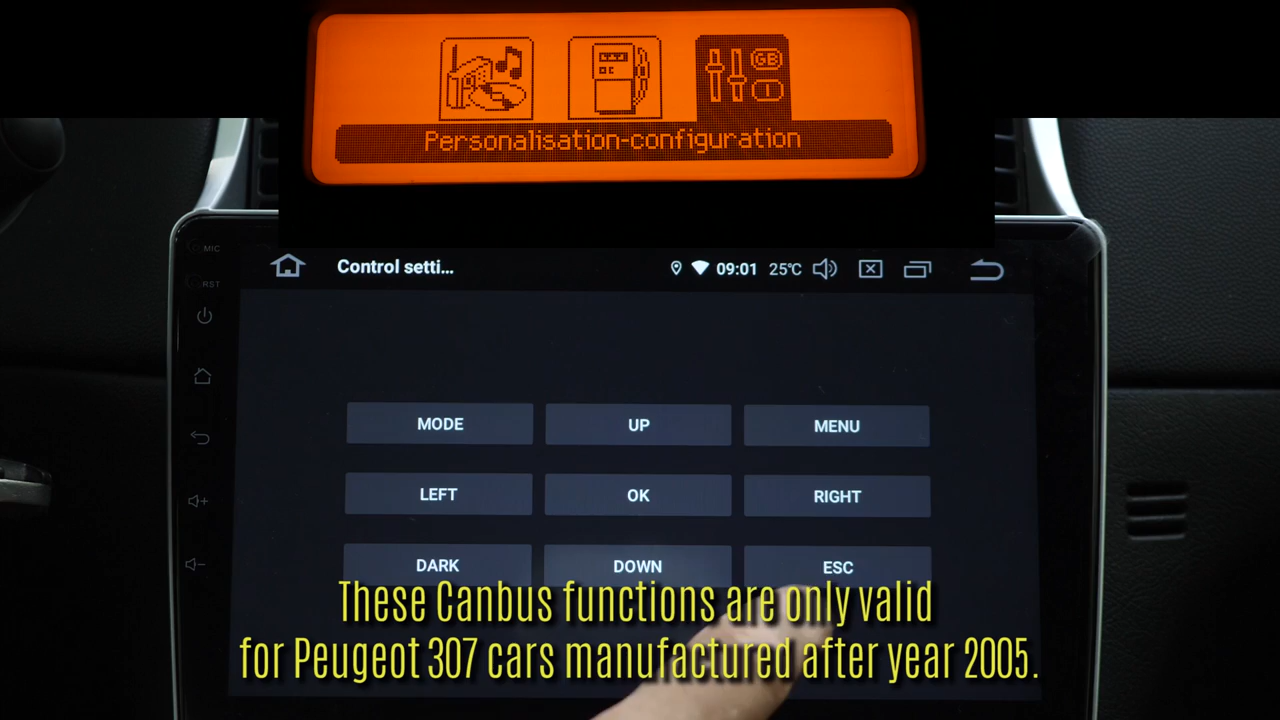 GB
I
Personalisation-configuration
MIC
RST
Control setti...
09:01 25℃
MODE UP MENU
LEFT OK RIGHT
DARK DOWN ESC
These Canbus functions are only valid
for Peugeot 307 cars manufactured after year 2005.